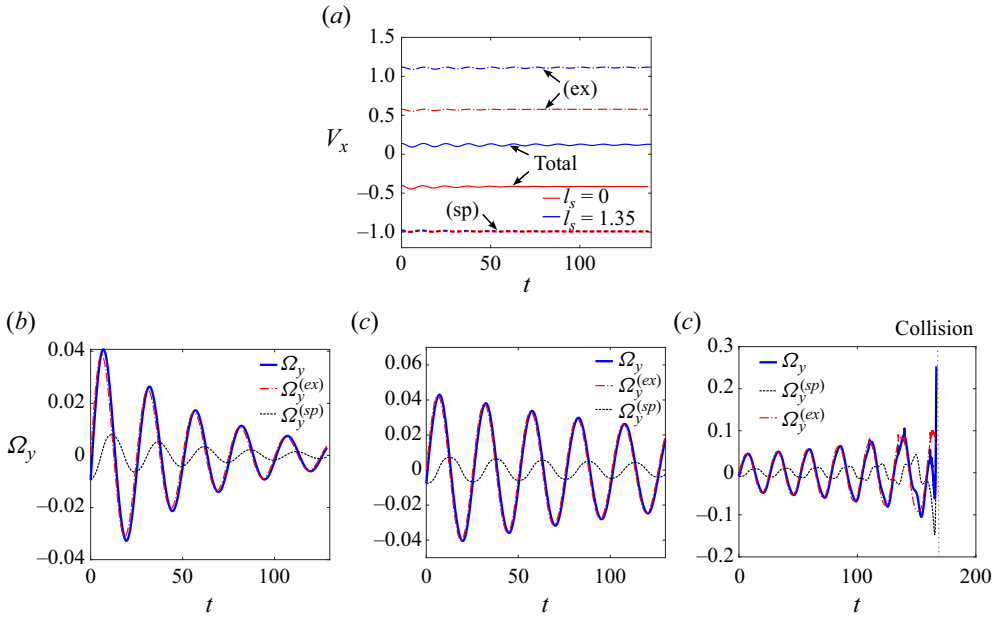 (a)
1.5
1.0
0.5
0
−0.5
−1.0
V_x
(ex)
Total
(sp)
l_s = 0
l_s = 1.35
0 50 100
t
(b)
0.04
0.02
0
−0.02
−0.04
Ω_y
Ω_y
Ω_y^(ex)
Ω_y^(sp)
0 50 100
t
(c)
0.06
0.04
0.02
0
−0.02
−0.04
Ω_y
Ω_y^(ex)
Ω_y^(sp)
0 50 100
t
(c)
Collision
0.3
0.2
0.1
0
−0.1
−0.2
Ω_y
Ω_y^(sp)
Ω_y^(ex)
0 50 100 150 200
t